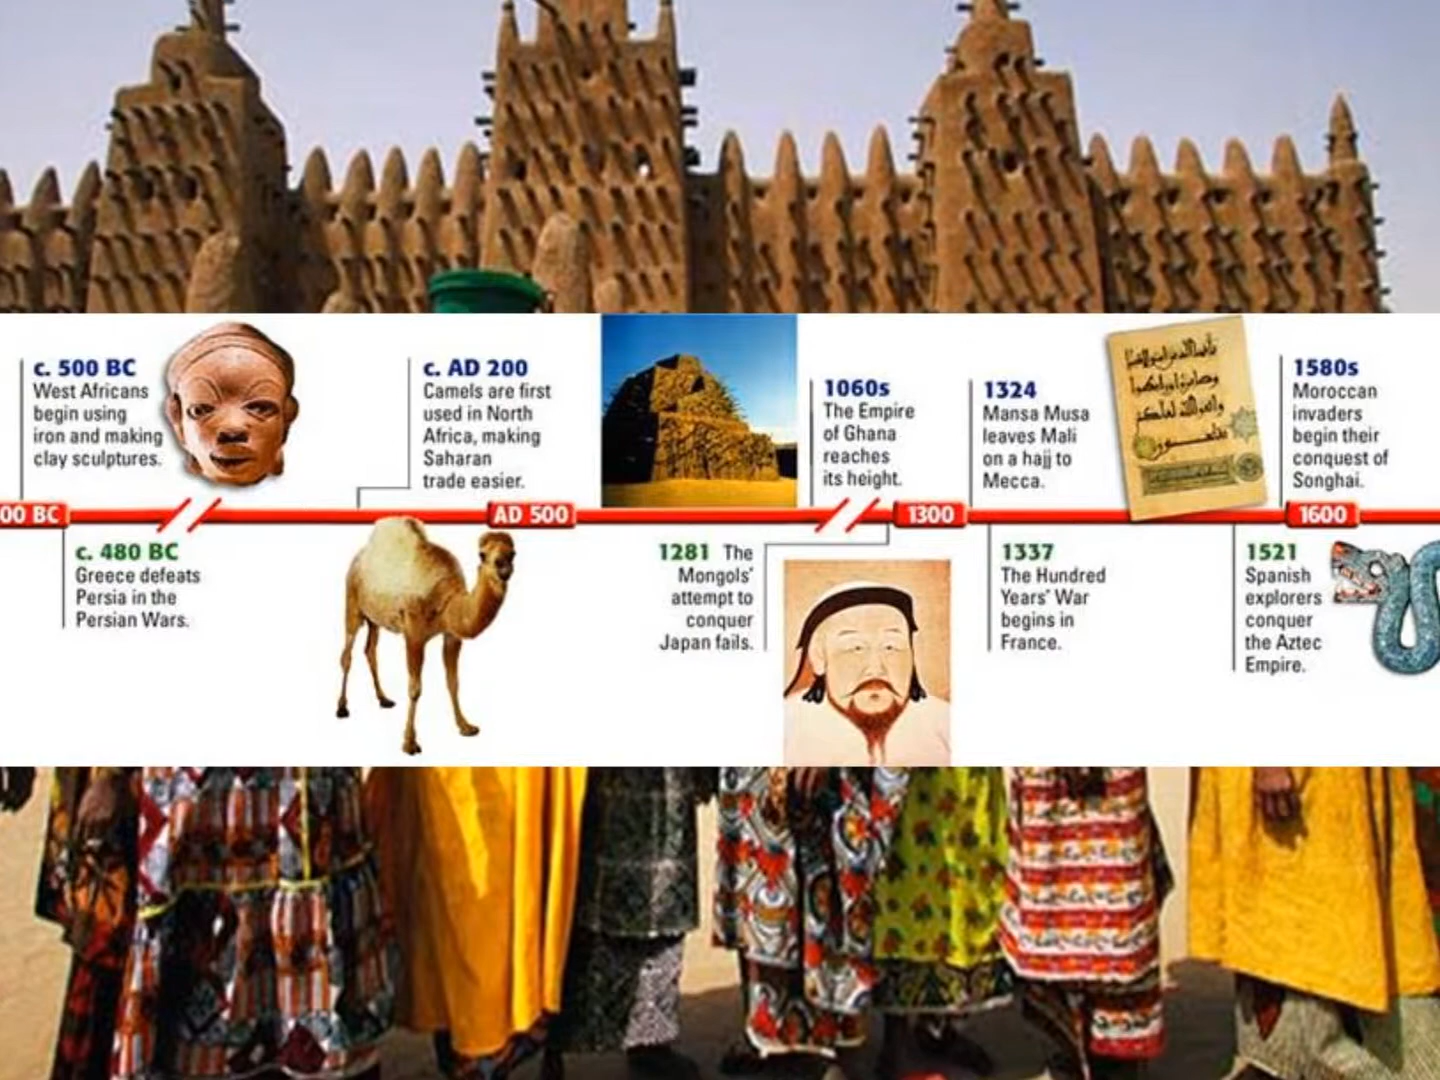 c. 500 BC
West Africans
begin using
iron and making
clay sculptures.
c. AD 200
Camels are first
used in North
Africa, making
Saharan
trade easier.
1060s
The Empire
of Ghana
reaches
its height.
1324
Mansa Musa
leaves Mali
on a hajj to
Mecca.
1580s
Moroccan
invaders
begin their
conquest of
Songhai.
00 BC
AD 500
1300
1600
c. 480 BC
Greece defeats
Persia in the
Persian Wars.
1281 The
Mongols'
attempt to
conquer
Japan fails.
1337
The Hundred
Years' War
begins in
France.
1521
Spanish
explorers
conquer
the Aztec
Empire.